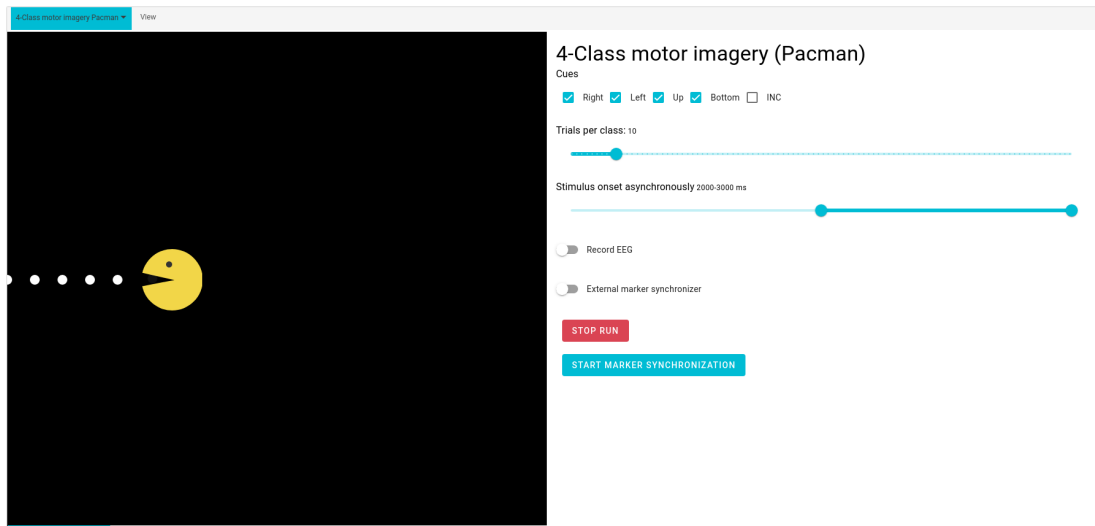 4-Class motor imagery Pacman View
4-Class motor imagery (Pacman)
Cues
Right Left Up Bottom INC
Trials per class: 10
Stimulus onset asynchronously 2000-3000 ms
Record EEG
External marker synchronizer
STOP RUN
START MARKER SYNCHRONIZATION